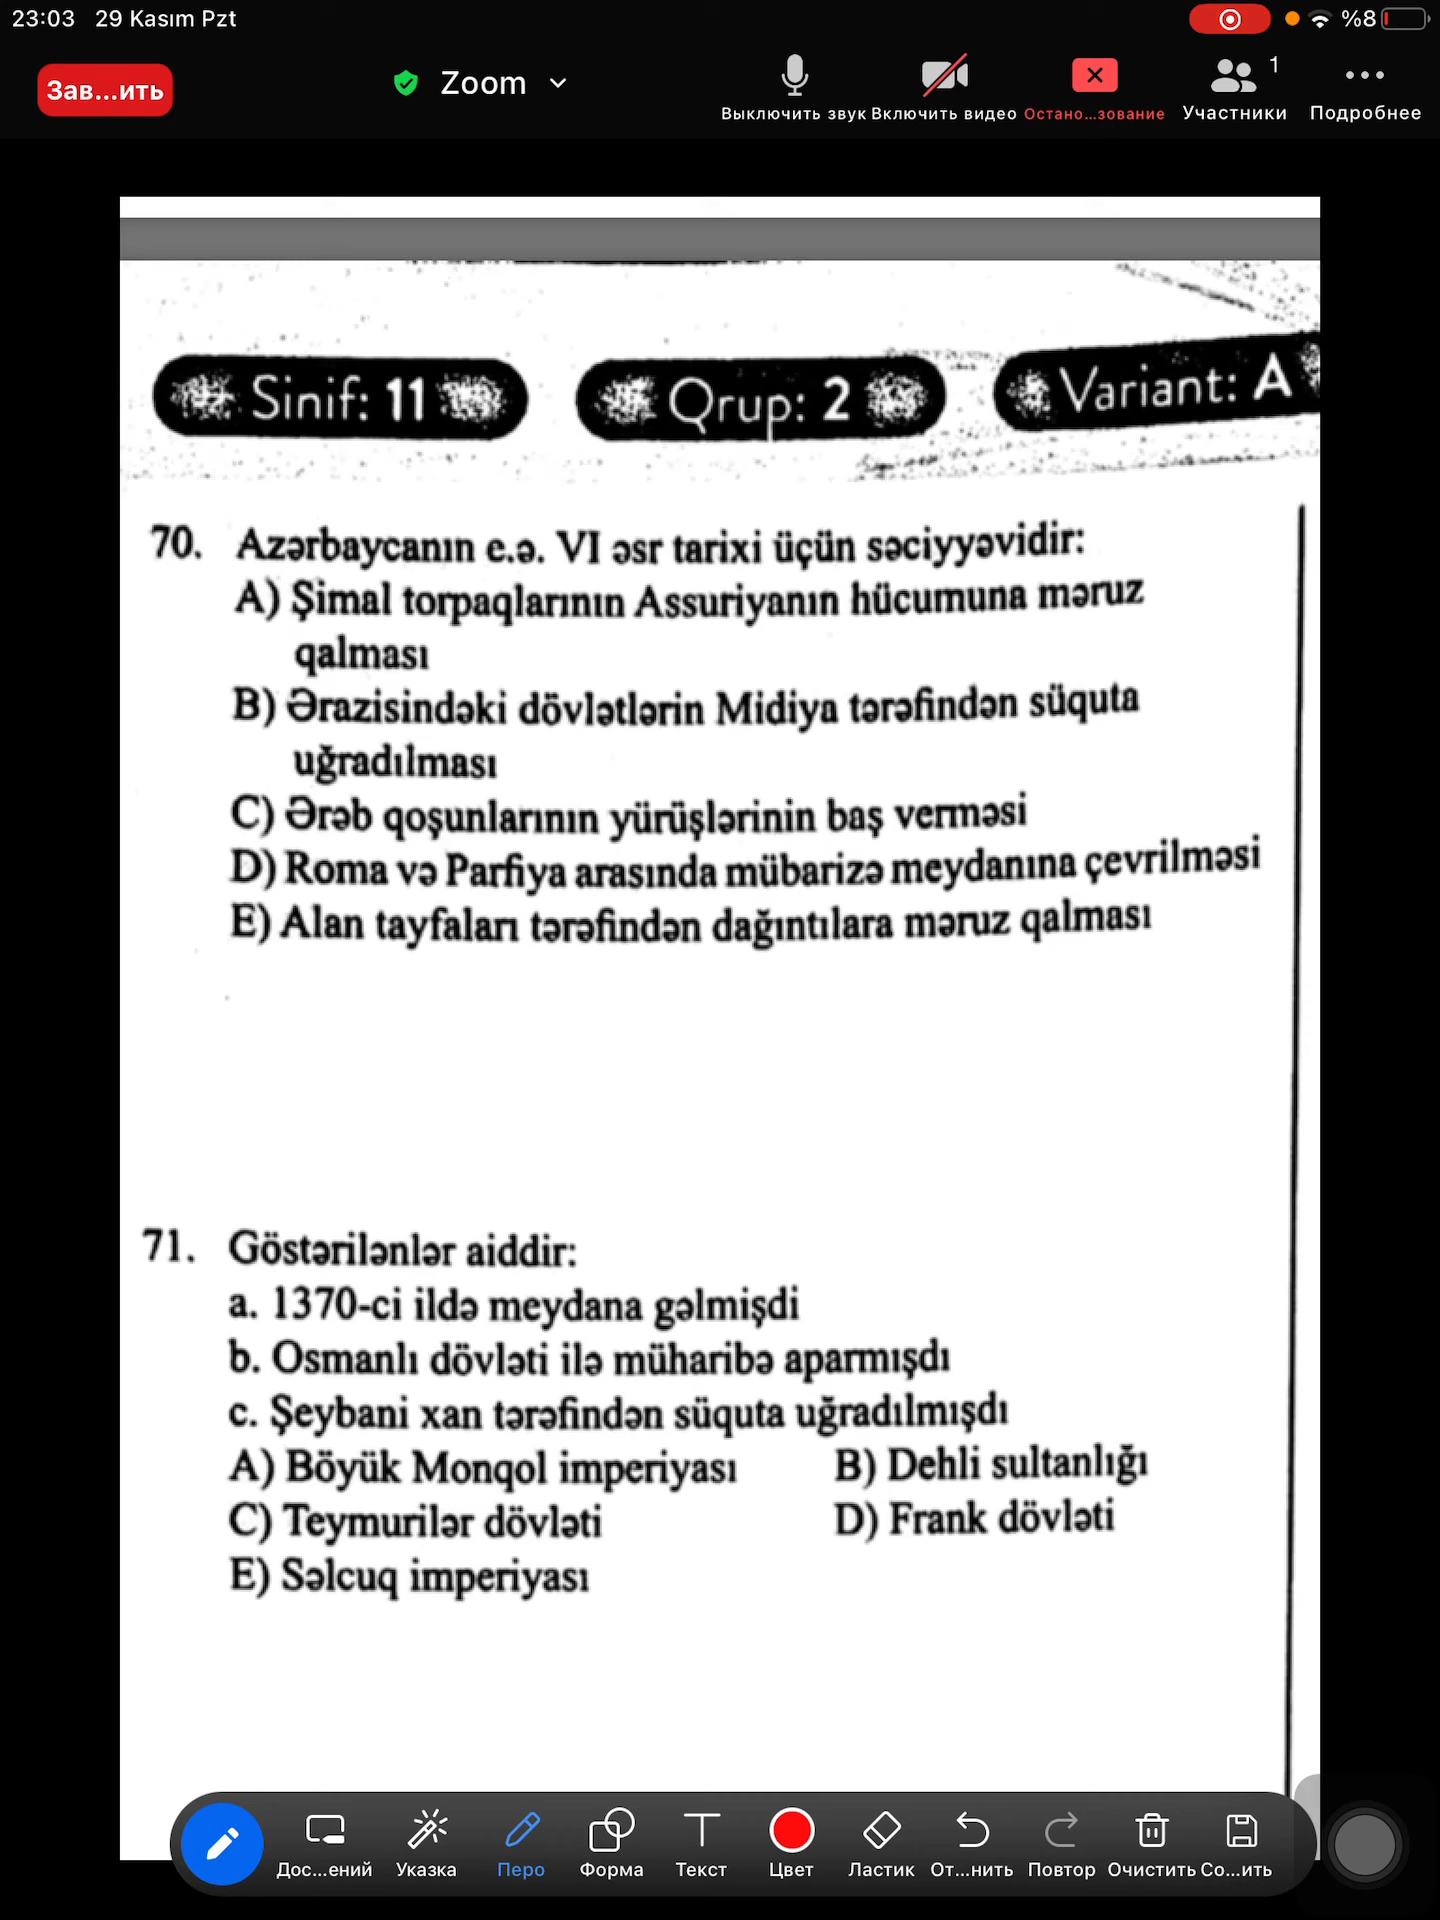 23:03 29 Kasım Pzt
%8
Зав...ить
Zoom
Выключить звук
Включить видео
Остано...зование
Участники
1
Подробнее
Sinif: 11
Qrup: 2
Variant: A
70. Azərbaycanın e.ə. VI əsr tarixi üçün səciyyəvidir:
A) Şimal torpaqlarının Assuriyanın hücumuna məruz
qalması
B) Ərazisindəki dövlətlərin Midiya tərəfindən süquta
uğradılması
C) Ərəb qoşunlarının yürüşlərinin baş verməsi
D) Roma və Parfiya arasında mübarizə meydanına çevrilməsi
E) Alan tayfaları tərəfindən dağıntılara məruz qalması
71. Göstərilənlər aiddir:
a. 1370-ci ildə meydana gəlmişdi
b. Osmanlı dövləti ilə müharibə aparmışdı
c. Şeybani xan tərəfindən süquta uğradılmışdı
A) Böyük Monqol imperiyası B) Dehli sultanlığı
C) Teymurilər dövləti D) Frank dövləti
E) Səlcuq imperiyası
Дос...ений
Указка
Перо
Форма
Текст
Цвет
Ластик
От...нить
Повтор
Очистить
Со...ить